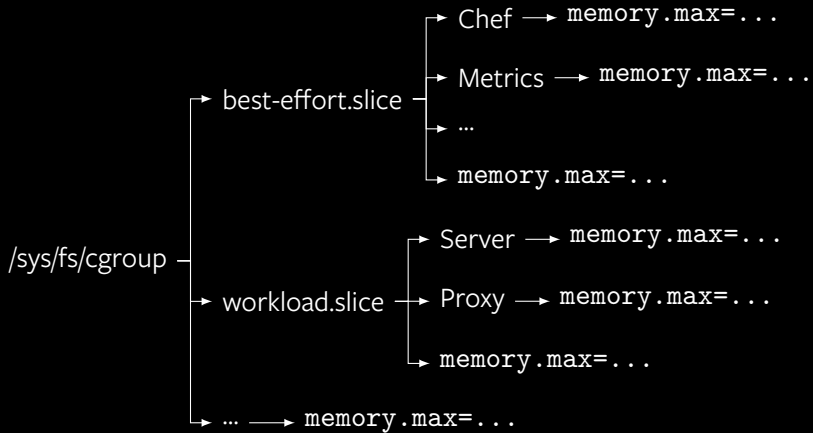 Chef memory.max=...
Metrics memory.max=...
best-effort.slice
...
memory.max=...
Server memory.max=...
/sys/fs/cgroup
Proxy memory.max=...
workload.slice
memory.max=...
... memory.max=...